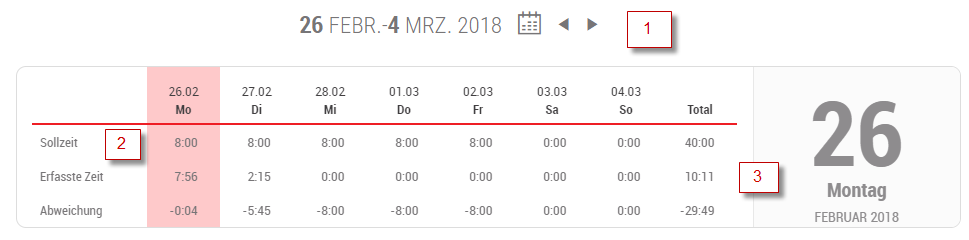 26 FEBR.-4 MRZ. 2018
1
26.02 27.02 28.02 01.03 02.03 03.03 04.03
Mo Di Mi Do Fr Sa So Total
Sollzeit 2 8:00 8:00 8:00 8:00 8:00 0:00 0:00 40:00
Erfasste Zeit 7:56 2:15 0:00 0:00 0:00 0:00 0:00 10:11 3
Abweichung -0:04 -5:45 -8:00 -8:00 -8:00 0:00 0:00 -29:49
26
Montag
FEBRUAR 2018